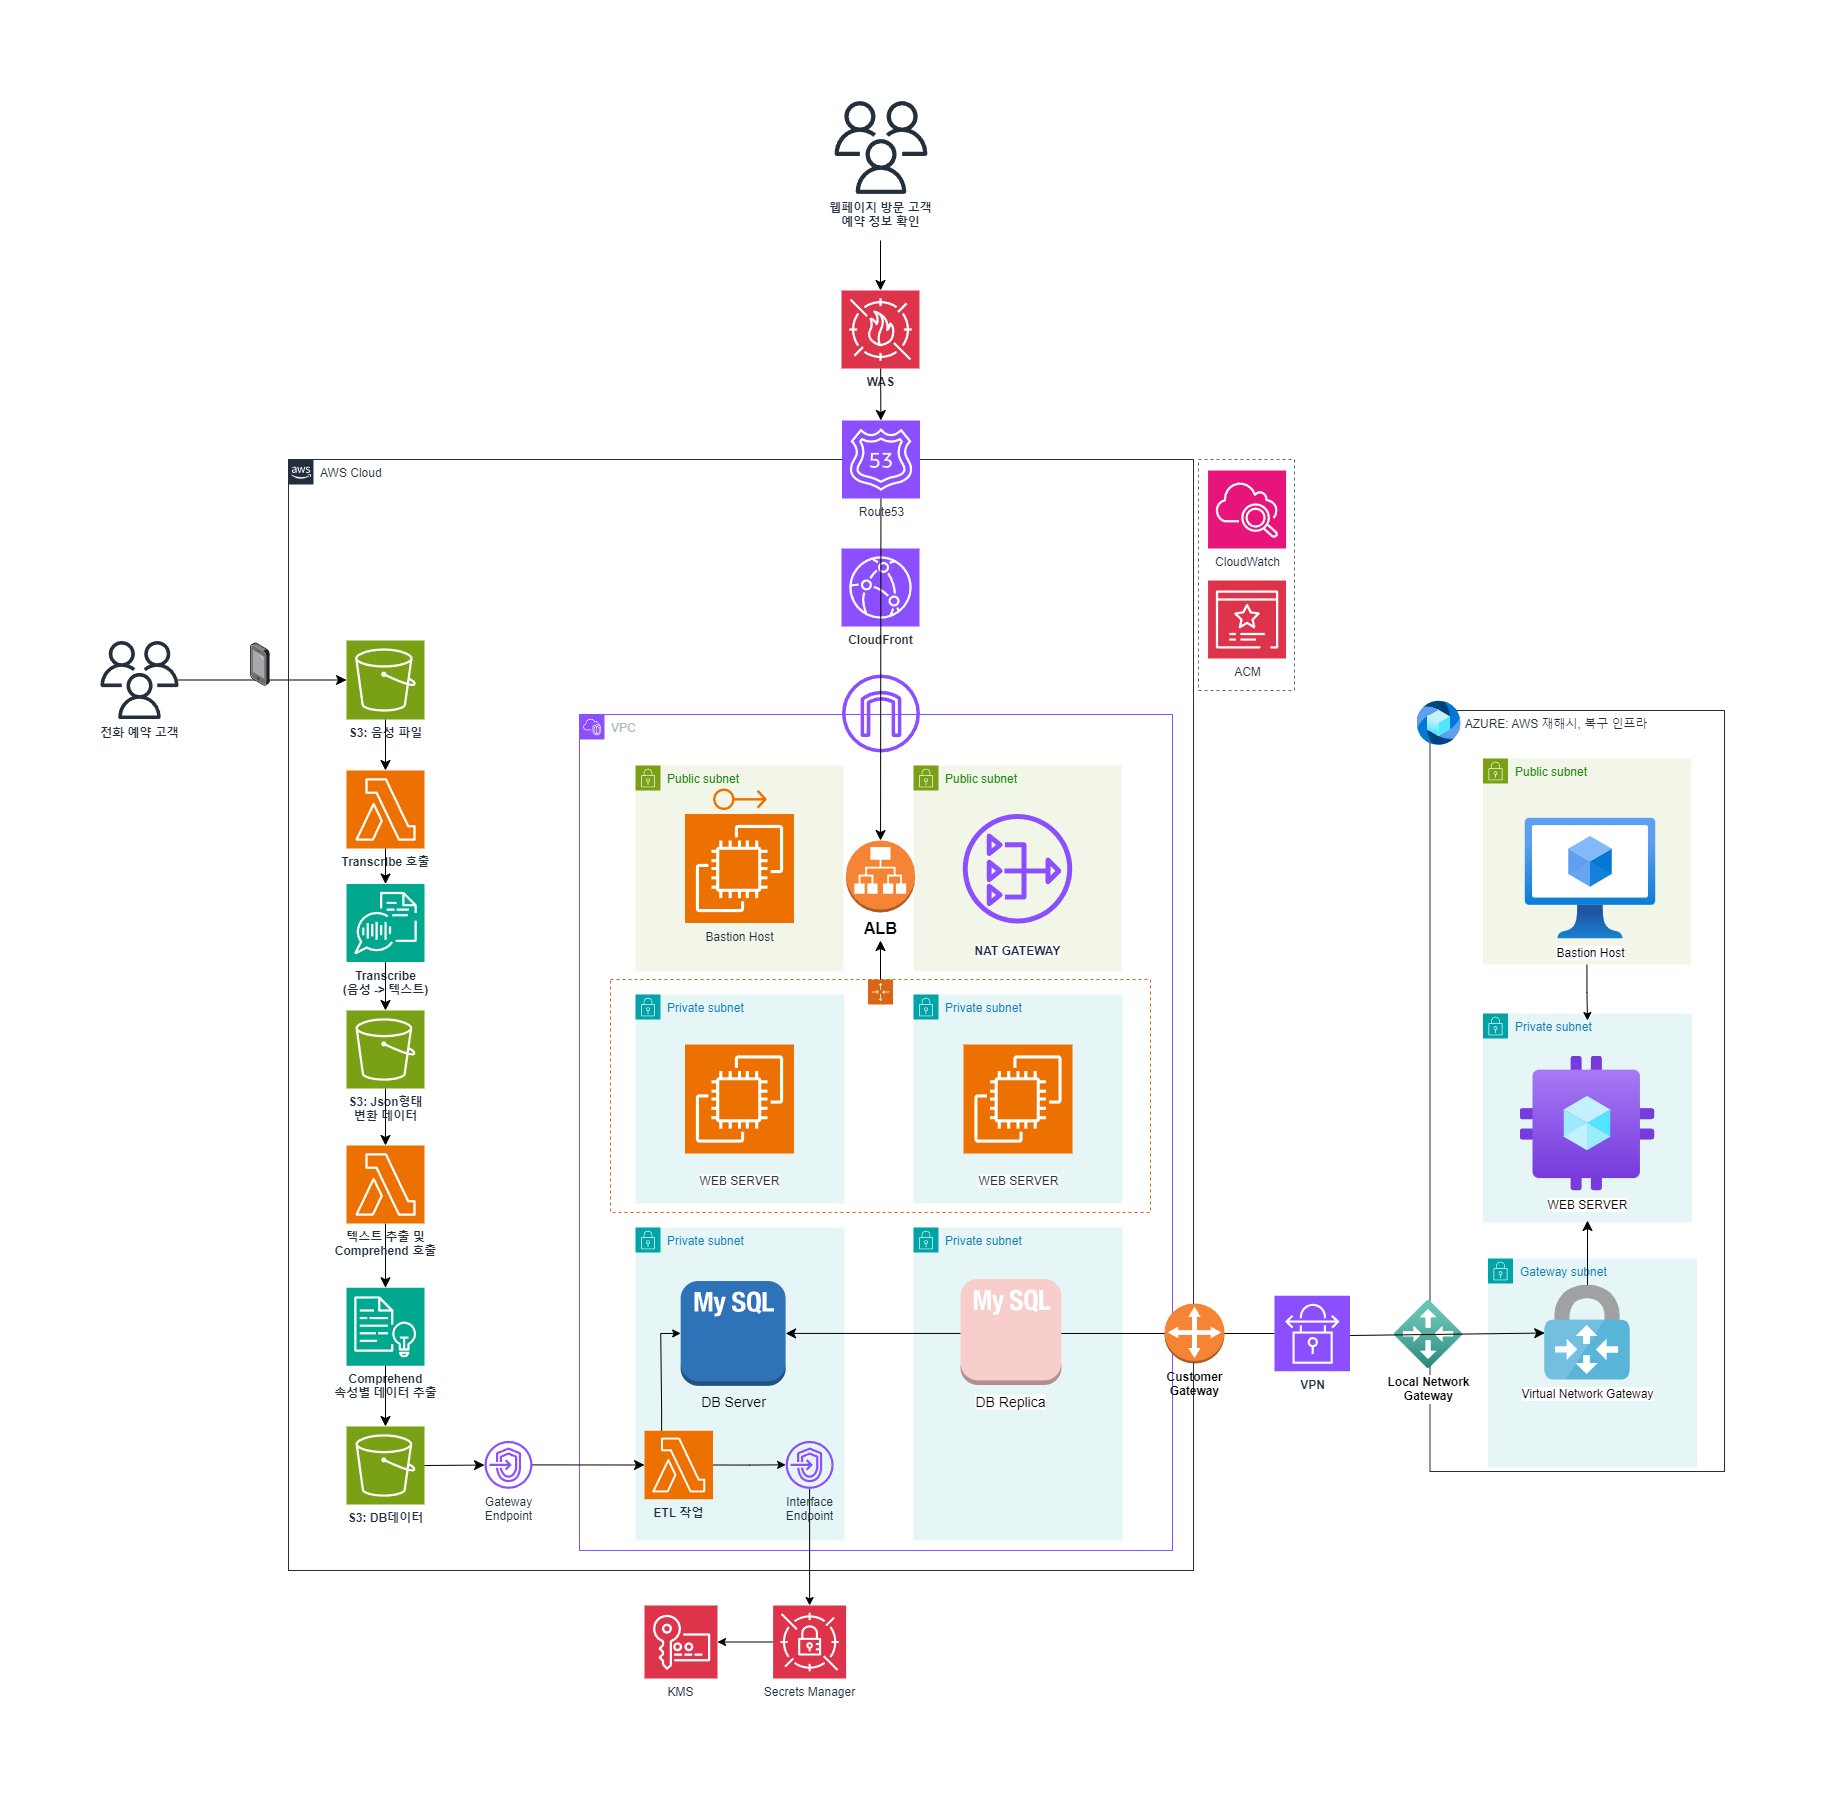 웹페이지 방문 고객
예약 정보 확인
WAS
53
Route53
aws
AWS Cloud
CloudFront
CloudWatch
ACM
전화 예약 고객
S3: 음성 파일
Transcribe 호출
Transcribe
(음성 -> 텍스트)
S3: Json형태
변환 데이터
텍스트 추출 및
Comprehend 호출
Comprehend
속성별 데이터 추출
S3: DB데이터
Gateway
Endpoint
VPC
Public subnet
Bastion Host
ALB
Public subnet
NAT GATEWAY
Private subnet
WEB SERVER
Private subnet
WEB SERVER
Private subnet
My SQL
DB Server
ETL 작업
Interface
Endpoint
Private subnet
My SQL
DB Replica
Customer
Gateway
VPN
Local Network
Gateway
AZURE: AWS 재해시, 복구 인프라
Public subnet
Bastion Host
Private subnet
WEB SERVER
Gateway subnet
Virtual Network Gateway
KMS
Secrets Manager